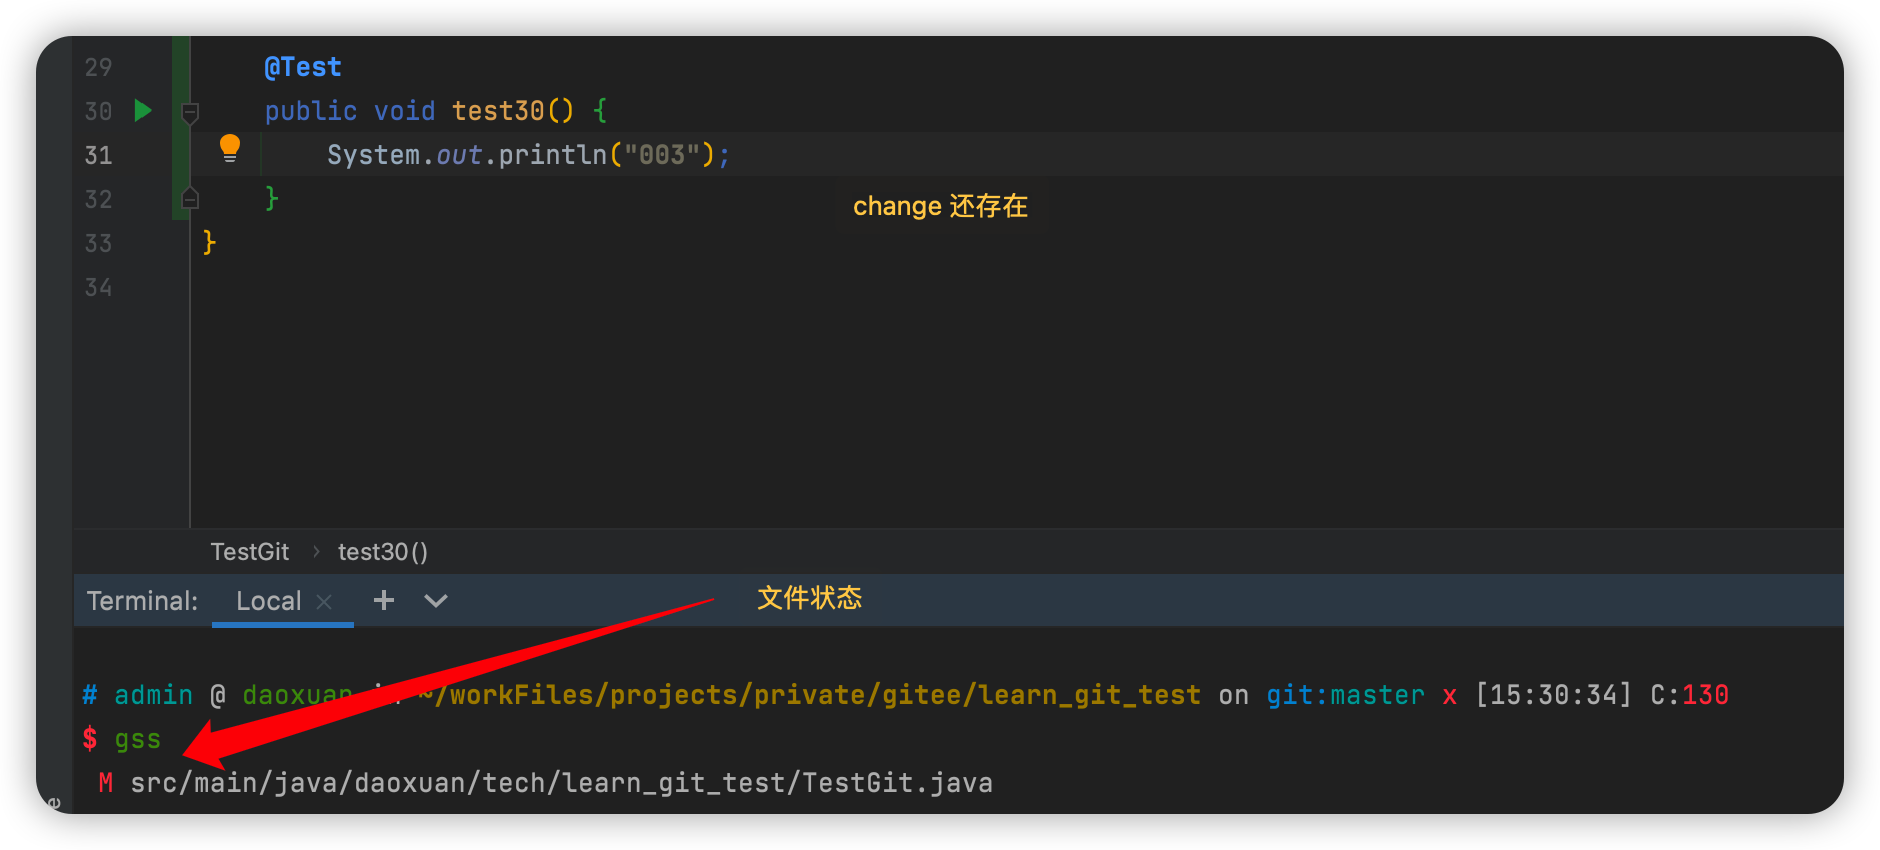 29 @Test
30 public void test30() {
31 System.out.println("003");
32 }
change 还存在
33 }
34
TestGit › test30()
Terminal: Local × + 文件状态
# admin @ daoxuan in ~/workFiles/projects/private/gitee/learn_git_test on git:master x [15:30:34] C:130
$ gss
M src/main/java/daoxuan/tech/learn_git_test/TestGit.java
e